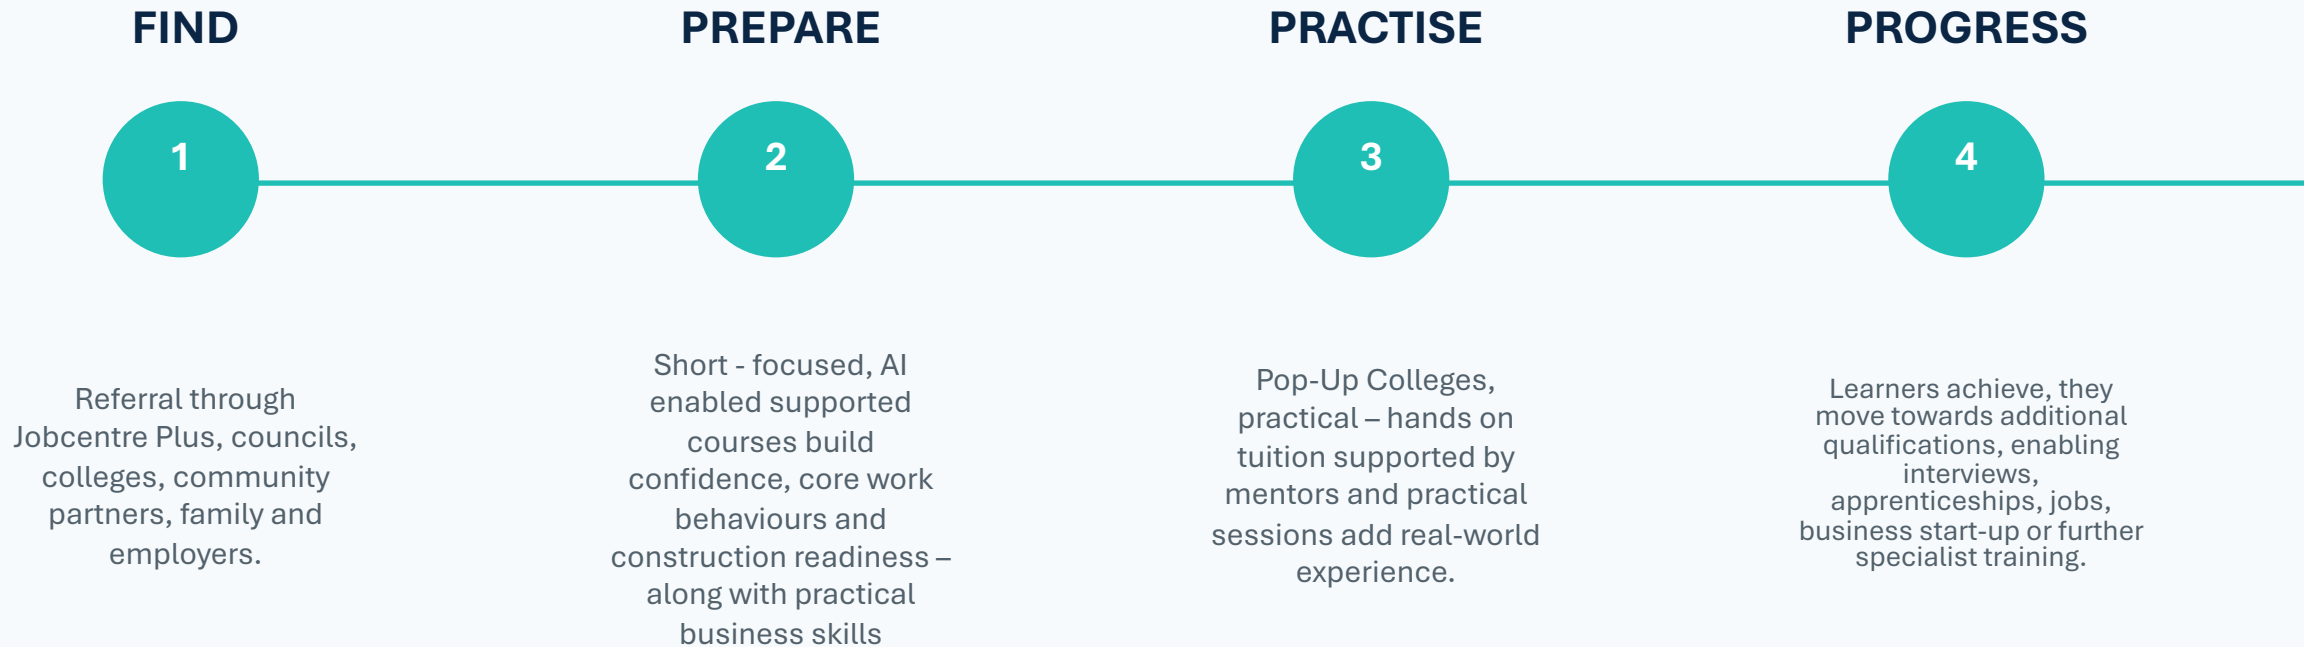 FIND
1
Referral through
Jobcentre Plus, councils,
colleges, community
partners, family and
employers.
PREPARE
2
Short - focused, AI
enabled supported
courses build
confidence, core work
behaviours and
construction readiness –
along with practical
business skills
PRACTISE
3
Pop-Up Colleges,
practical – hands on
tuition supported by
mentors and practical
sessions add real-world
experience.
PROGRESS
4
Learners achieve, they
move towards additional
qualifications, enabling
interviews,
apprenticeships, jobs,
business start-up or further
specialist training.